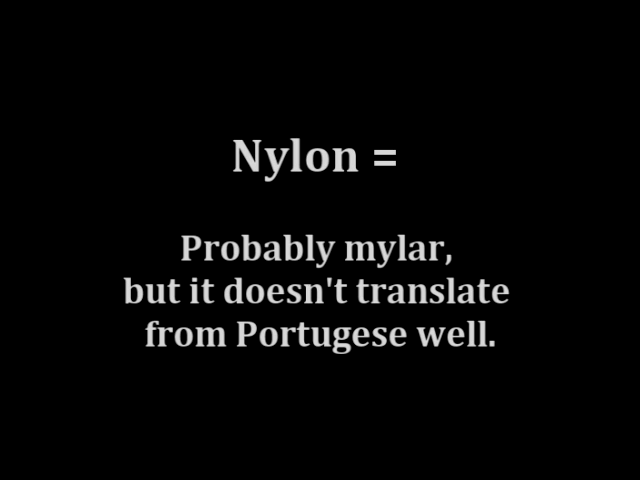 Nylon =
Probably mylar,
but it doesn't translate
from Portugese well.